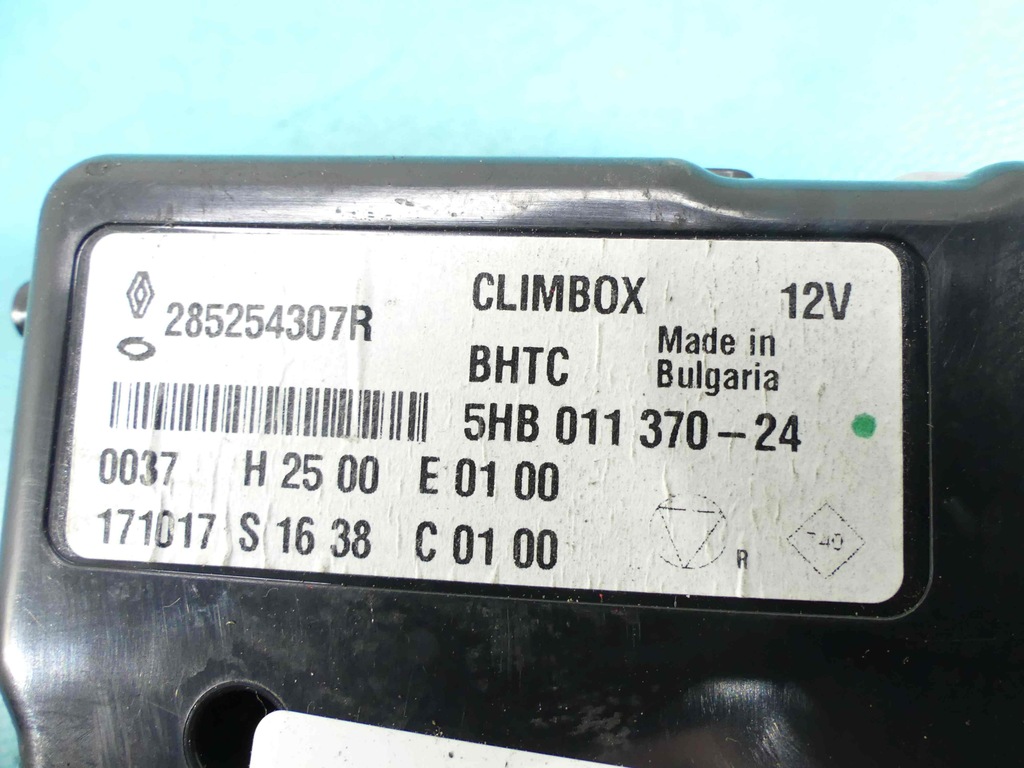 285254307R
CLIMBOX 12V
BHTC Made in
Bulgaria
5HB 011 370-24
0037 H 25 00 E 01 00
171017 S 16 38 C 01 00
R